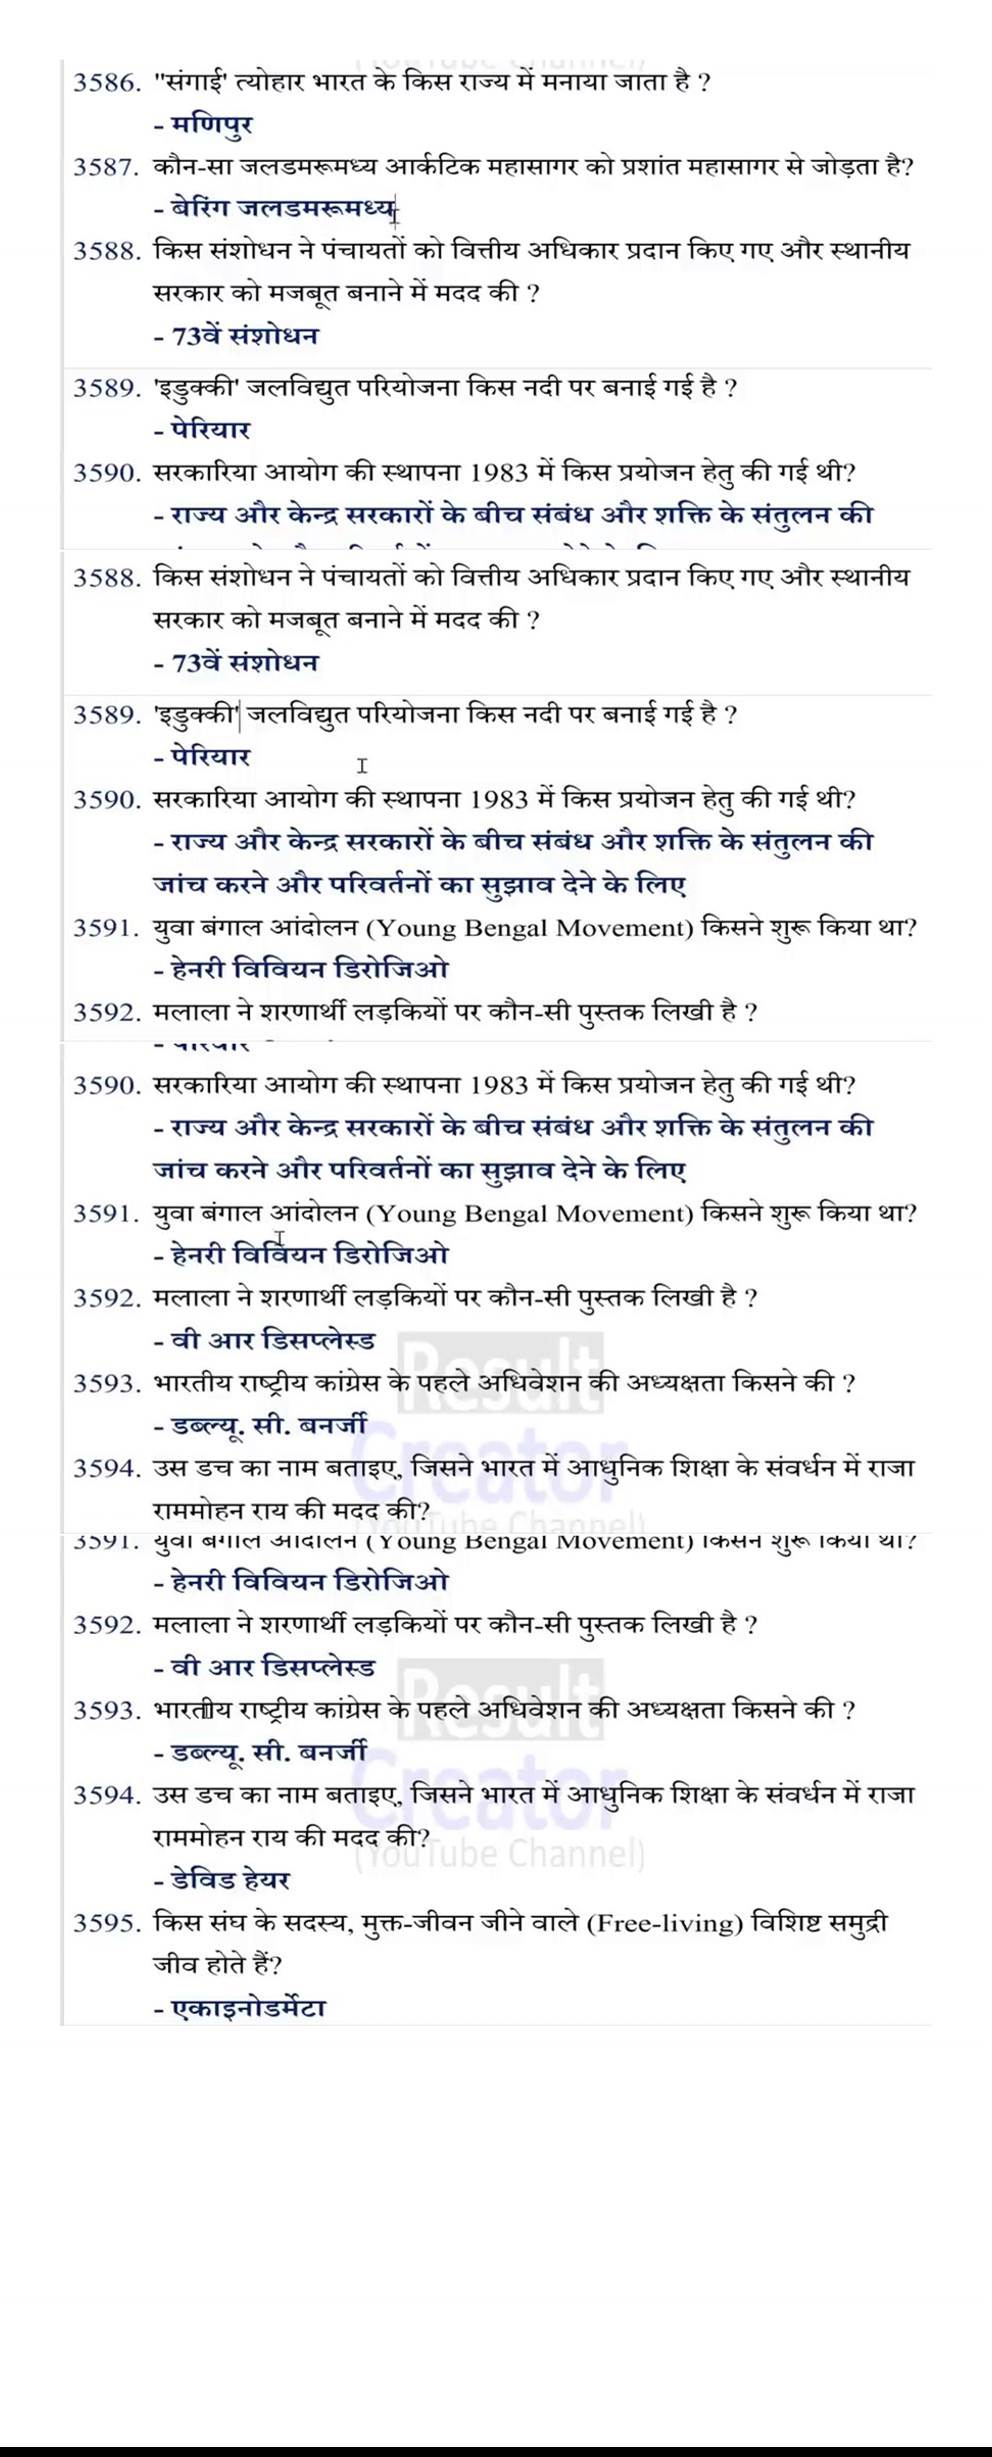 3586. "संगाई' त्योहार भारत के किस राज्य में मनाया जाता है ?
- मणिपुर
3587. कौन-सा जलडमरूमध्य आर्कटिक महासागर को प्रशांत महासागर से जोड़ता है?
- बेरिंग जलडमरूमध्य
3588. किस संशोधन ने पंचायतों को वित्तीय अधिकार प्रदान किए गए और स्थानीय
सरकार को मजबूत बनाने में मदद की ?
- 73वें संशोधन
3589. 'इडुक्की' जलविद्युत परियोजना किस नदी पर बनाई गई है ?
- पेरियार
3590. सरकारिया आयोग की स्थापना 1983 में किस प्रयोजन हेतु की गई थी?
- राज्य और केन्द्र सरकारों के बीच संबंध और शक्ति के संतुलन की
3588. किस संशोधन ने पंचायतों को वित्तीय अधिकार प्रदान किए गए और स्थानीय
सरकार को मजबूत बनाने में मदद की ?
- 73वें संशोधन
3589. 'इडुक्की' जलविद्युत परियोजना किस नदी पर बनाई गई है ?
- पेरियार
3590. सरकारिया आयोग की स्थापना 1983 में किस प्रयोजन हेतु की गई थी?
- राज्य और केन्द्र सरकारों के बीच संबंध और शक्ति के संतुलन की
जांच करने और परिवर्तनों का सुझाव देने के लिए
3591. युवा बंगाल आंदोलन (Young Bengal Movement) किसने शुरू किया था?
- हेनरी विवियन डिरोजिओ
3592. मलाला ने शरणार्थी लड़कियों पर कौन-सी पुस्तक लिखी है ?
3590. सरकारिया आयोग की स्थापना 1983 में किस प्रयोजन हेतु की गई थी?
- राज्य और केन्द्र सरकारों के बीच संबंध और शक्ति के संतुलन की
जांच करने और परिवर्तनों का सुझाव देने के लिए
3591. युवा बंगाल आंदोलन (Young Bengal Movement) किसने शुरू किया था?
- हेनरी विवियन डिरोजिओ
3592. मलाला ने शरणार्थी लड़कियों पर कौन-सी पुस्तक लिखी है ?
- वी आर डिसप्लेस्ड
3593. भारतीय राष्ट्रीय कांग्रेस के पहले अधिवेशन की अध्यक्षता किसने की ?
- डब्ल्यू. सी. बनर्जी
3594. उस डच का नाम बताइए, जिसने भारत में आधुनिक शिक्षा के संवर्धन में राजा
राममोहन राय की मदद की?
3591. युवा बंगाल आंदोलन (Young Bengal Movement) किसने शुरू किया था?
- हेनरी विवियन डिरोजिओ
3592. मलाला ने शरणार्थी लड़कियों पर कौन-सी पुस्तक लिखी है ?
- वी आर डिसप्लेस्ड
Result
3593. भारतीय राष्ट्रीय कांग्रेस के पहले अधिवेशन की अध्यक्षता किसने की ?
- डब्ल्यू. सी. बनर्जी
Creator
3594. उस डच का नाम बताइए, जिसने भारत में आधुनिक शिक्षा के संवर्धन में राजा
राममोहन राय की मदद की?
(YouTube Channel)
- डेविड हेयर
3595. किस संघ के सदस्य, मुक्त-जीवन जीने वाले (Free-living) विशिष्ट समुद्री
जीव होते हैं?
- एकाइनोडर्मेटा